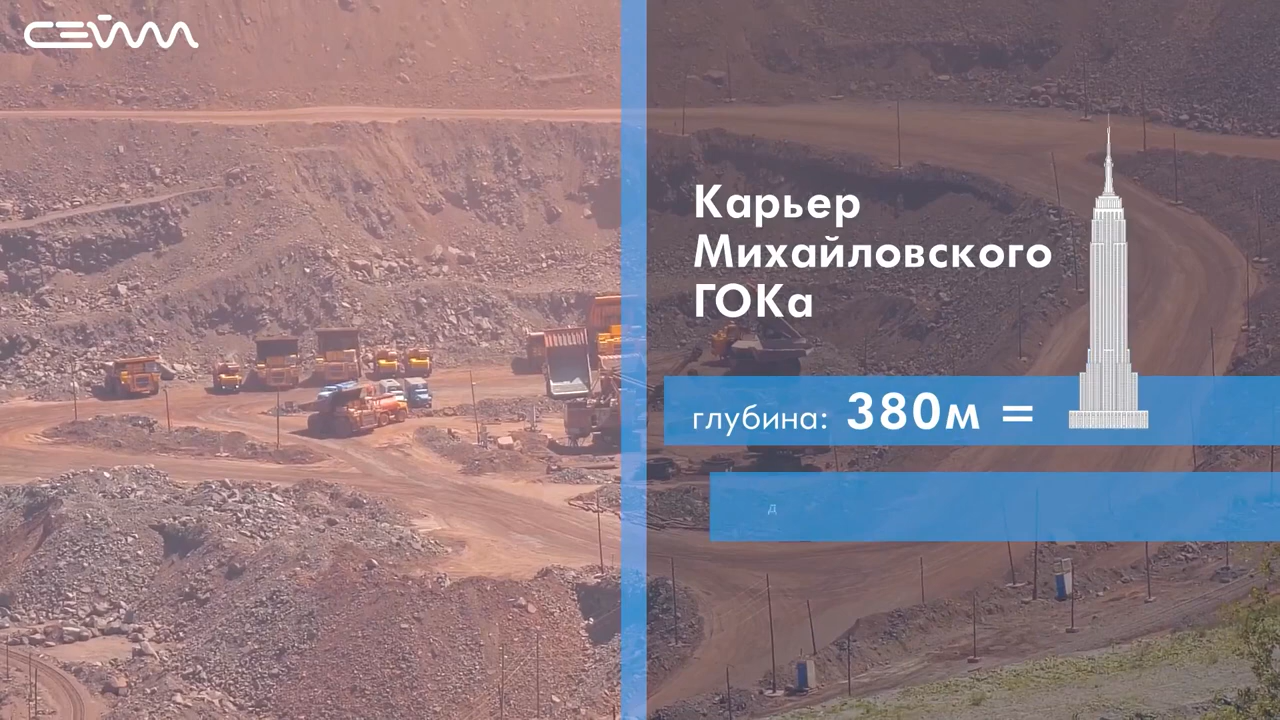 СЕЙМ
Карьер
Михайловского
ГОКа
глубина: 380м =
д